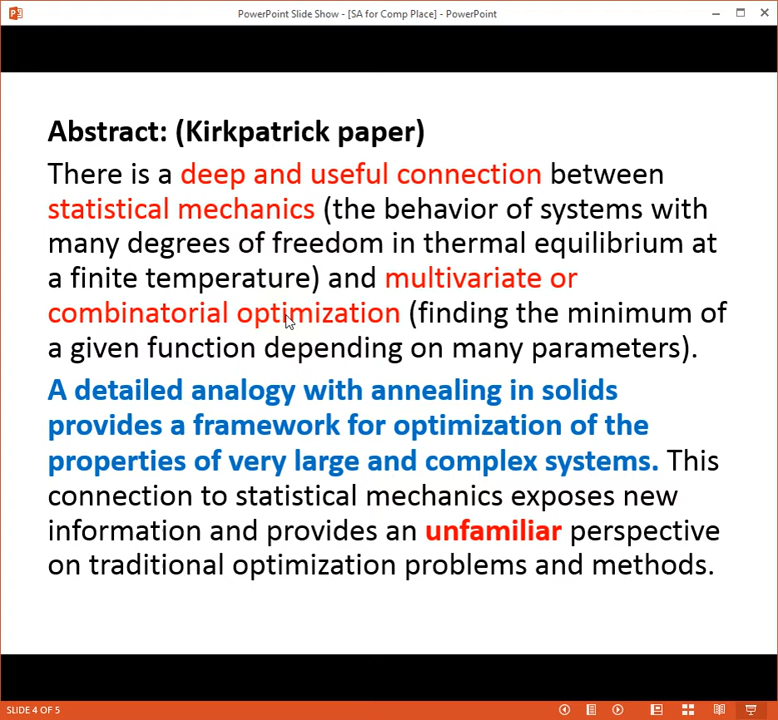 PowerPoint Slide Show - [SA for Comp Place] - PowerPoint
Abstract: (Kirkpatrick paper)
There is a deep and useful connection between
statistical mechanics (the behavior of systems with
many degrees of freedom in thermal equilibrium at
a finite temperature) and multivariate or
combinatorial optimization (finding the minimum of
a given function depending on many parameters).
A detailed analogy with annealing in solids
provides a framework for optimization of the
properties of very large and complex systems. This
connection to statistical mechanics exposes new
information and provides an unfamiliar perspective
on traditional optimization problems and methods.
SLIDE 4 OF 5